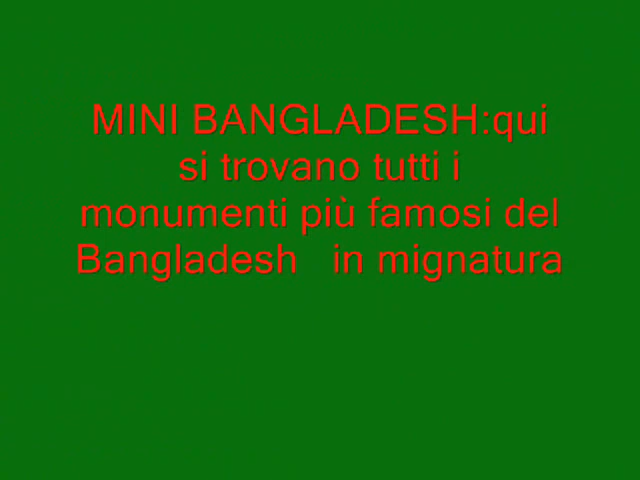 MINI BANGLADESH:qui
si trovano tutti i
monumenti più famosi del
Bangladesh   in mignatura